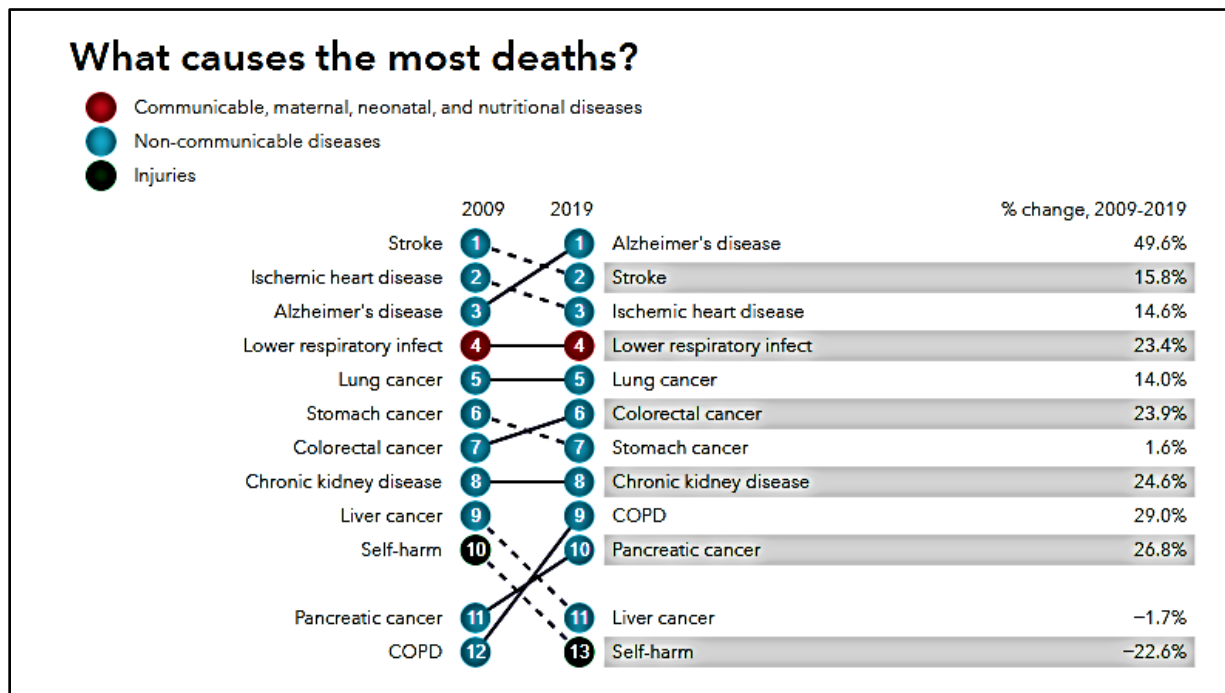 What causes the most deaths?
Communicable, maternal, neonatal, and nutritional diseases
Non-communicable diseases
Injuries
2009 2019 % change, 2009-2019
Stroke 1 1 Alzheimer's disease 49.6%
Ischemic heart disease 2 2 Stroke 15.8%
Alzheimer's disease 3 3 Ischemic heart disease 14.6%
Lower respiratory infect 4 4 Lower respiratory infect 23.4%
Lung cancer 5 5 Lung cancer 14.0%
Stomach cancer 6 6 Colorectal cancer 23.9%
Colorectal cancer 7 7 Stomach cancer 1.6%
Chronic kidney disease 8 8 Chronic kidney disease 24.6%
Liver cancer 9 9 COPD 29.0%
Self-harm 10 10 Pancreatic cancer 26.8%
Pancreatic cancer 11 11 Liver cancer −1.7%
COPD 12 13 Self-harm −22.6%